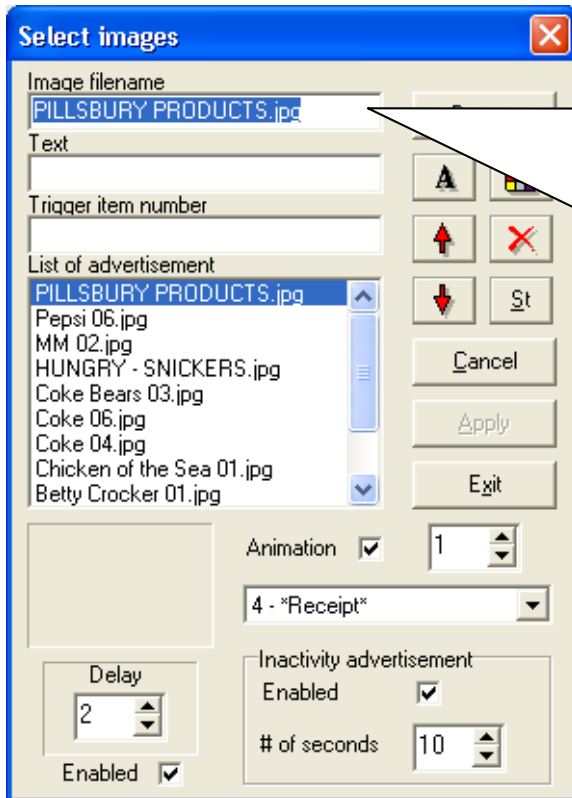 Select images
Image filename
PILLSBURY PRODUCTS.jpg
Text
A
Trigger item number
List of advertisement
PILLSBURY PRODUCTS.jpg
Pepsi 06.jpg
MM 02.jpg
HUNGRY - SNICKERS.jpg
Coke Bears 03.jpg
Coke 06.jpg
Coke 04.jpg
Chicken of the Sea 01.jpg
Betty Crocker 01.jpg
St
Cancel
Apply
Exit
Animation
1
4 - *Receipt*
Delay
2
Enabled
Inactivity advertisement
Enabled
# of seconds
10